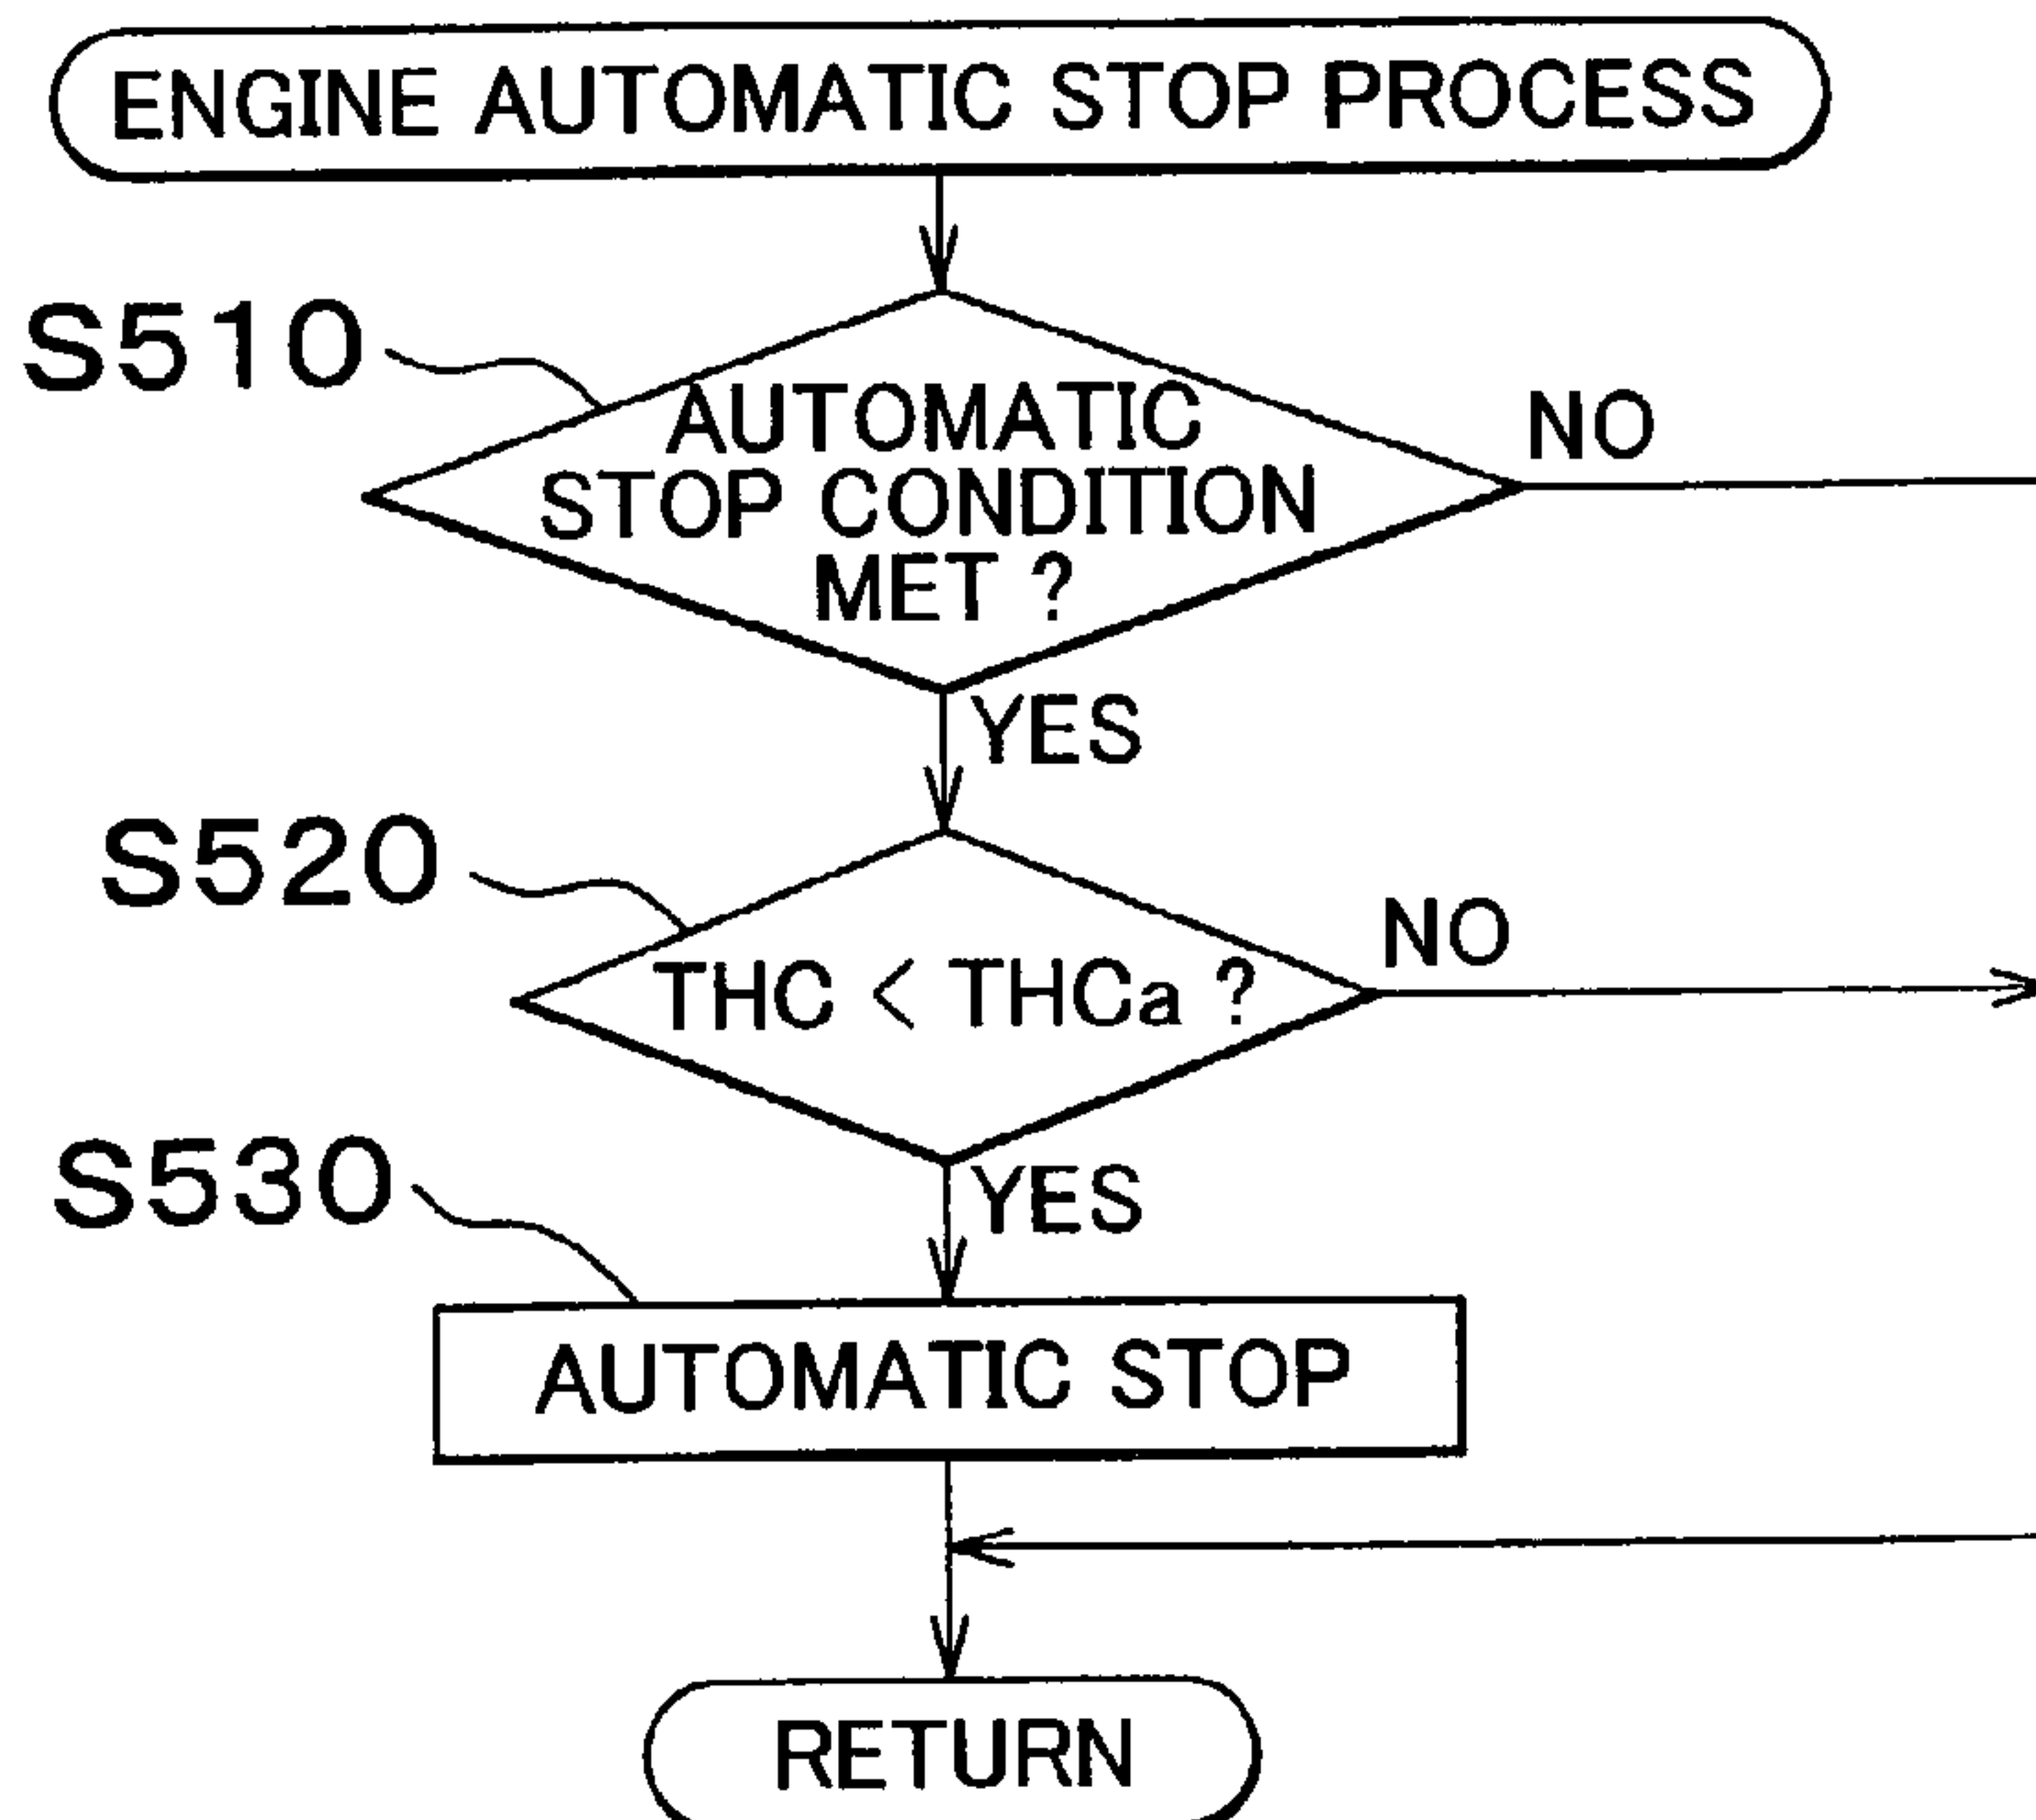 ENGINE AUTOMATIC STOP PROCESS
S510
AUTOMATIC
STOP CONDITION
MET ?
NO
YES
S520
THC < THCa ?
NO
YES
S530
AUTOMATIC STOP
RETURN